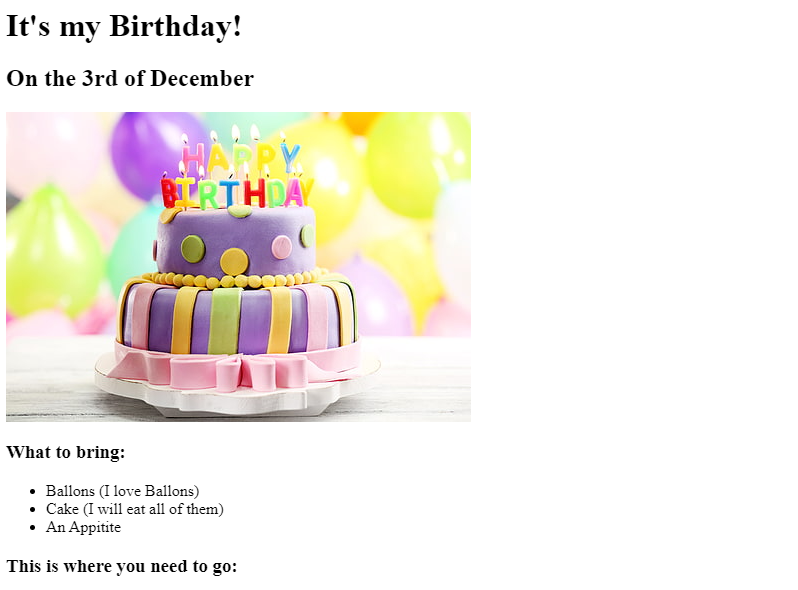 It's my Birthday!
On the 3rd of December
HAPPY
BIRTHDAY
What to bring:
Ballons (I love Ballons)
Cake (I will eat all of them)
An Appitite
This is where you need to go: